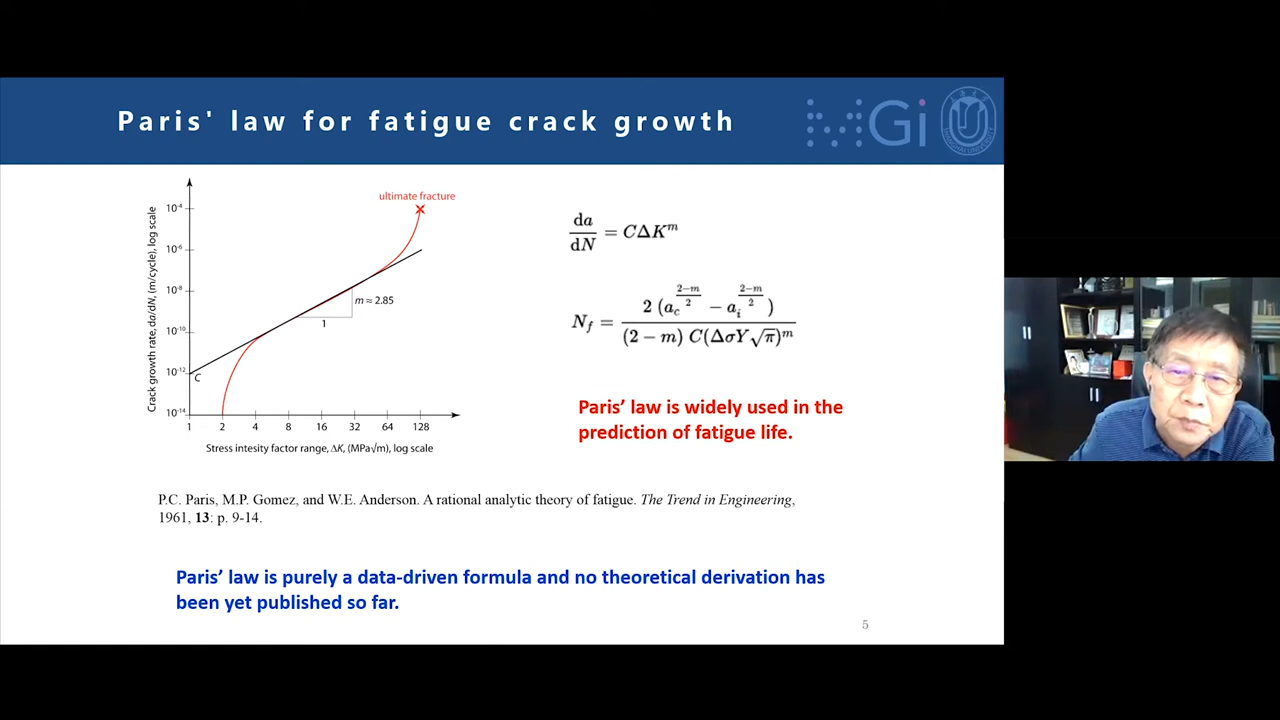 Paris' law for fatigue crack growth
MGi
SHANGHAI UNIVERSITY
ultimate fracture
10⁻⁴
10⁻⁶
10⁻⁸
10⁻¹⁰
10⁻¹²
10⁻¹⁴
Crack growth rate, da/dN, (m/cycle), log scale
m ≈ 2.85
1
C
1 2 4 8 16 32 64 128
Stress intesity factor range, ΔK, (MPa√m), log scale
da/dN = CΔK^m
N_f = 2 (a_c^((2−m)/2) − a_i^((2−m)/2)) / ((2 − m) C(ΔσY√π)^m)
Paris' law is widely used in the
prediction of fatigue life.
P.C. Paris, M.P. Gomez, and W.E. Anderson. A rational analytic theory of fatigue. The Trend in Engineering,
1961, 13: p. 9-14.
Paris' law is purely a data-driven formula and no theoretical derivation has
been yet published so far.
5